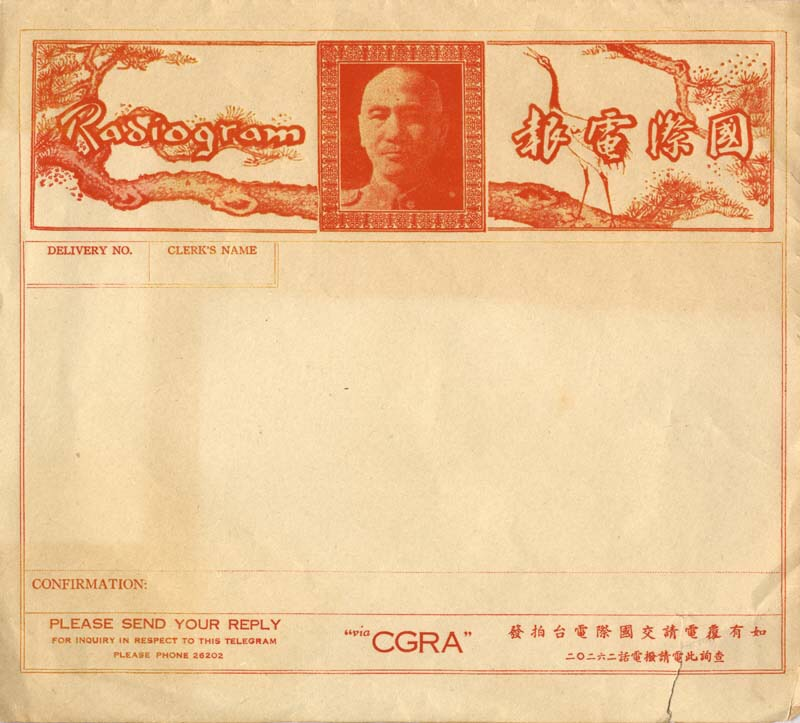 Radiogram
國際電報
DELIVERY NO.
CLERK'S NAME
CONFIRMATION:
PLEASE SEND YOUR REPLY
FOR INQUIRY IN RESPECT TO THIS TELEGRAM
PLEASE PHONE 26202
"via CGRA"
如有覆電請交國際電台拍發
查詢此電請撥電話二六二〇二